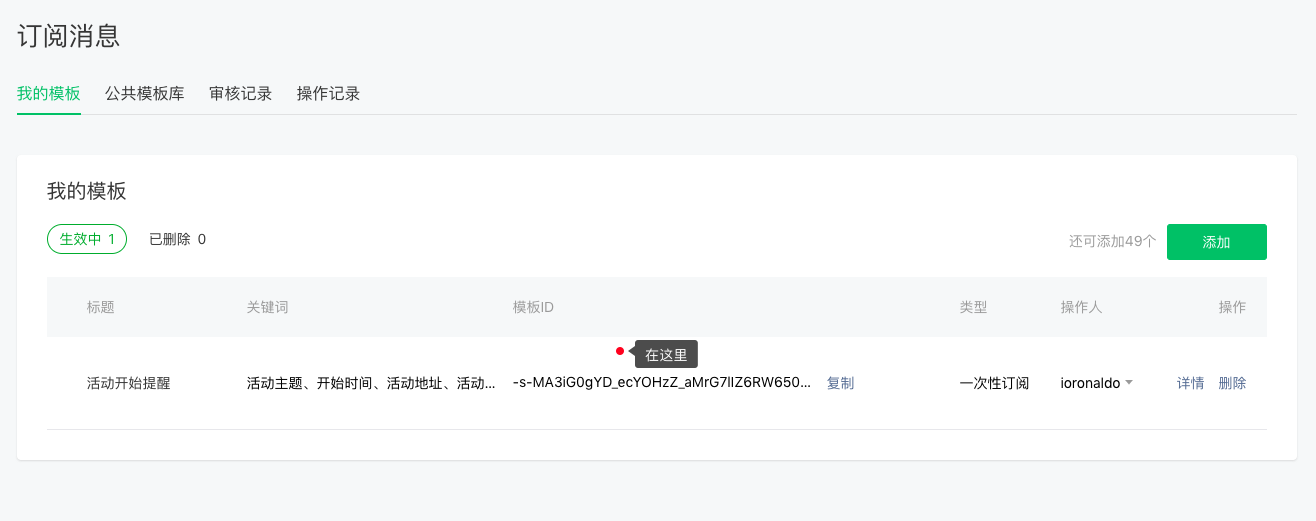 订阅消息
我的模板 公共模板库 审核记录 操作记录
我的模板
生效中 1 已删除 0 还可添加49个 添加
标题 关键词 模板ID 类型 操作人 操作
在这里
活动开始提醒 活动主题、开始时间、活动地址、活动... -s-MA3iG0gYD_ecYOHzZ_aMrG7lIZ6RW650... 复制 一次性订阅 ioronaldo 详情 删除